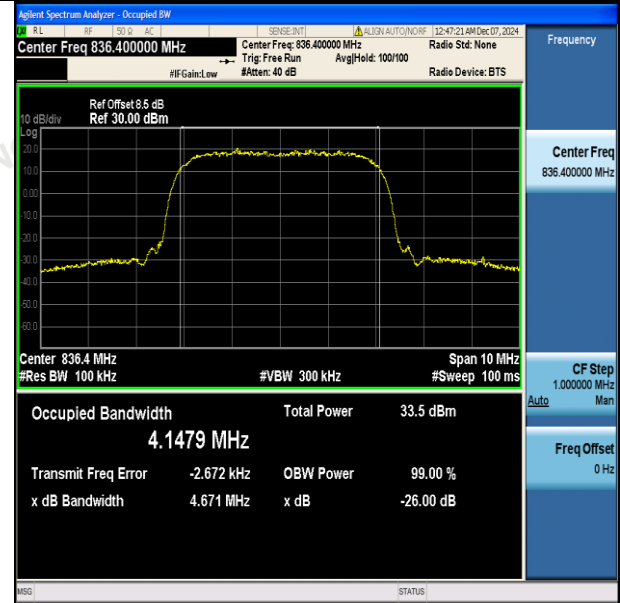 Agilent Spectrum Analyzer - Occupied BW
RL RF 50 Ω AC SENSE:INT ALIGN AUTO/NO RF 12:47:21 AM Dec 07, 2024
Center Freq 836.400000 MHz Center Freq: 836.400000 MHz Radio Std: None Frequency
Trig: Free Run Avg|Hold: 100/100
#IFGain:Low #Atten: 40 dB Radio Device: BTS
Ref Offset 8.5 dB
10 dB/div Ref 30.00 dBm
Log
20.0
10.0
0.00
-10.0
-20.0
-30.0
-40.0
-50.0
-60.0
Center Freq
836.400000 MHz
Center 836.4 MHz Span 10 MHz
#Res BW 100 kHz #VBW 300 kHz #Sweep 100 ms
CF Step
1.000000 MHz
Auto Man
Occupied Bandwidth Total Power 33.5 dBm
4.1479 MHz
Transmit Freq Error -2.672 kHz OBW Power 99.00 %
x dB Bandwidth 4.671 MHz x dB -26.00 dB
Freq Offset
0 Hz
MSG STATUS